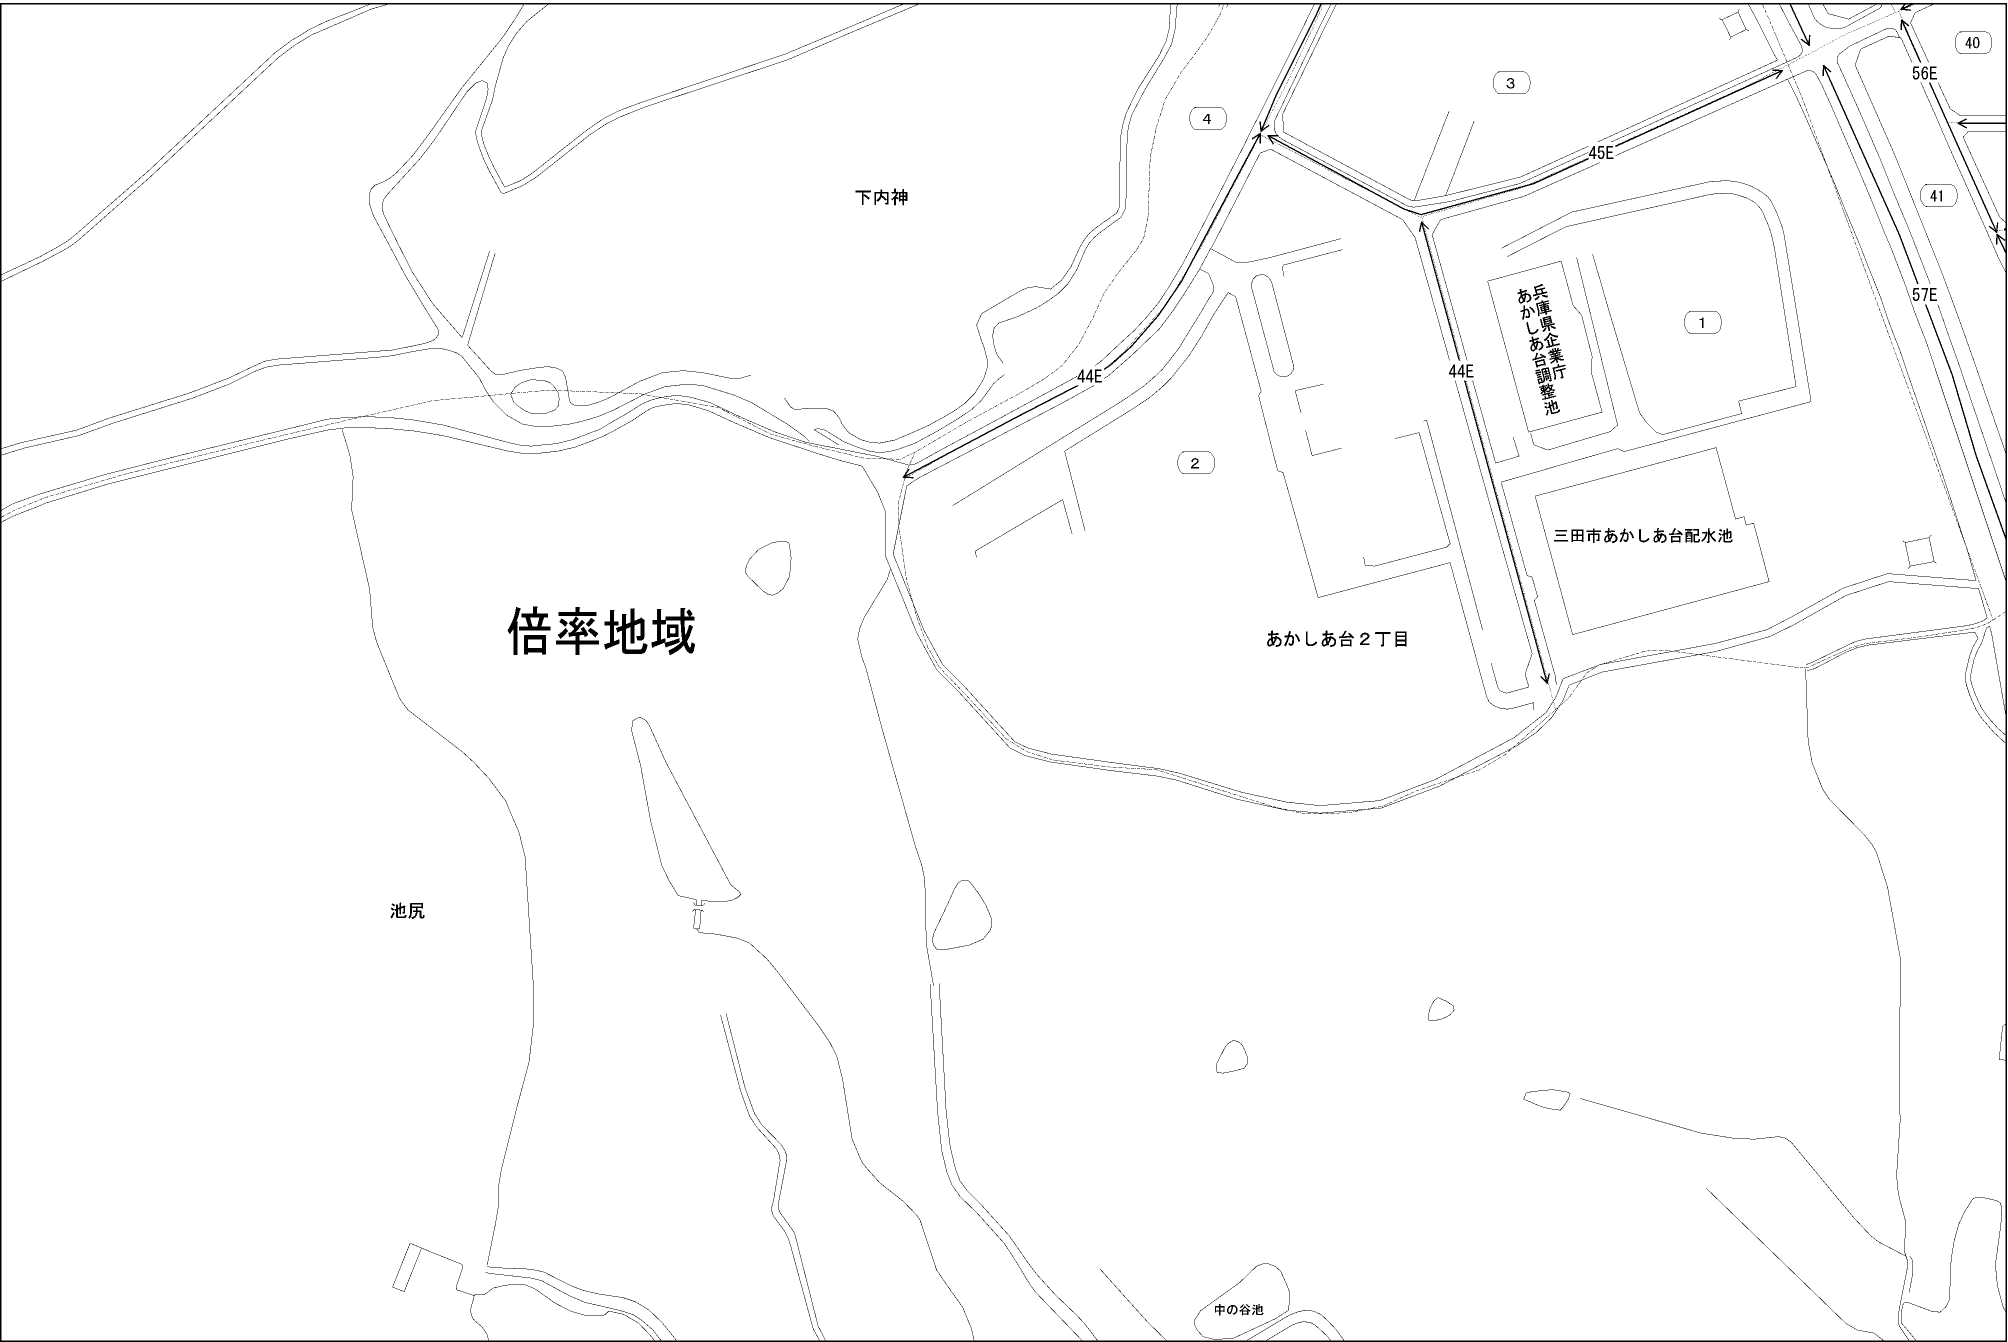 40
56E
3
4
45E
下内神
41
57E
兵庫県企業庁
あかしあ台調整池
1
44E
44E
2
三田市あかしあ台配水池
倍率地域
あかしあ台２丁目
池尻
中の谷池